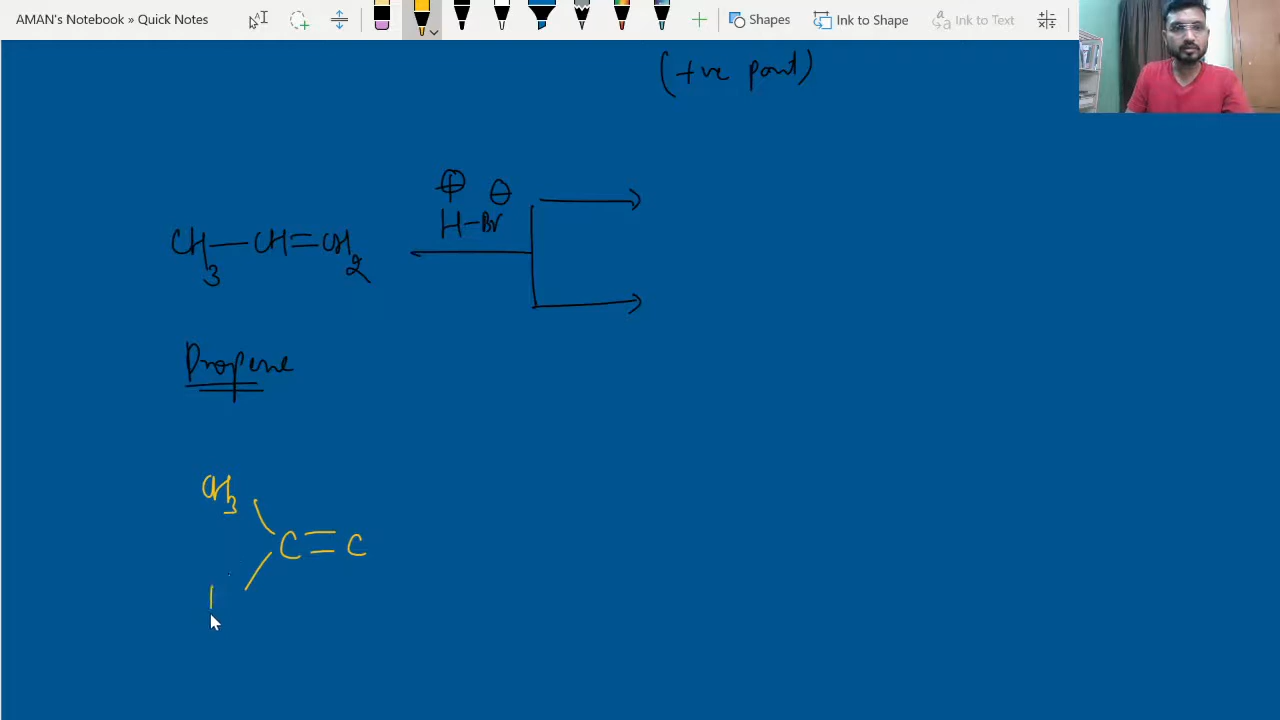 AMAN's Notebook » Quick Notes
Shapes
Ink to Shape
Ink to Text
(+ve part)
⊕ ⊖
H-Br
CH3-CH=CH2
Propene
CH3
C=C